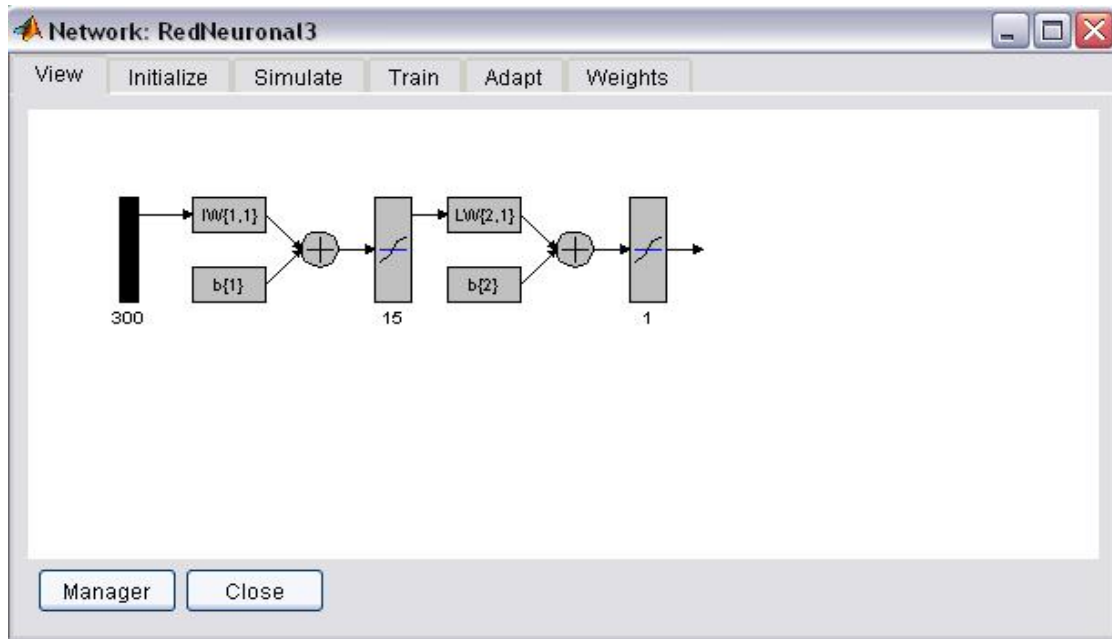 Network: RedNeuronal3
View Initialize Simulate Train Adapt Weights
IW{1,1} LW{2,1}
b{1} b{2}
300 15 1
Manager Close